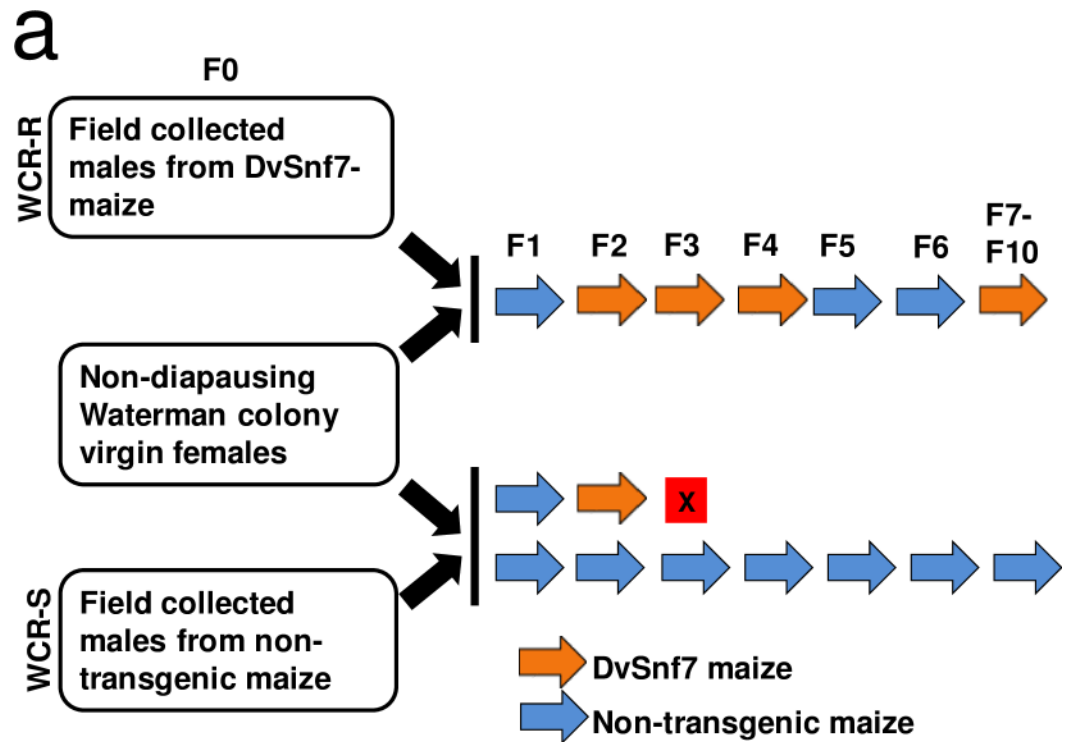 a
F0
WCR-R
Field collected
males from DvSnf7-
maize
F1
F2
F3
F4
F5
F6
F7-
F10
Non-diapausing
Waterman colony
virgin females
X
WCR-S
Field collected
males from non-
transgenic maize
DvSnf7 maize
Non-transgenic maize